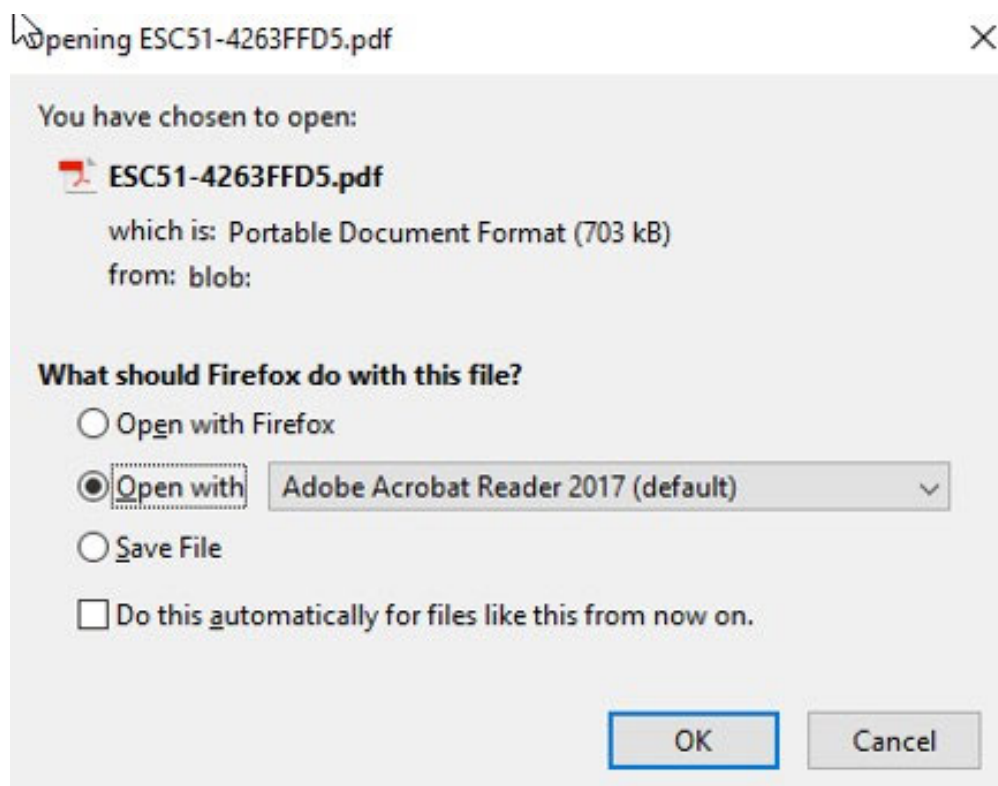 Opening ESC51-4263FFD5.pdf
You have chosen to open:
ESC51-4263FFD5.pdf
which is: Portable Document Format (703 kB)
from: blob:
What should Firefox do with this file?
Open with Firefox
Open with Adobe Acrobat Reader 2017 (default)
Save File
Do this automatically for files like this from now on.
OK Cancel